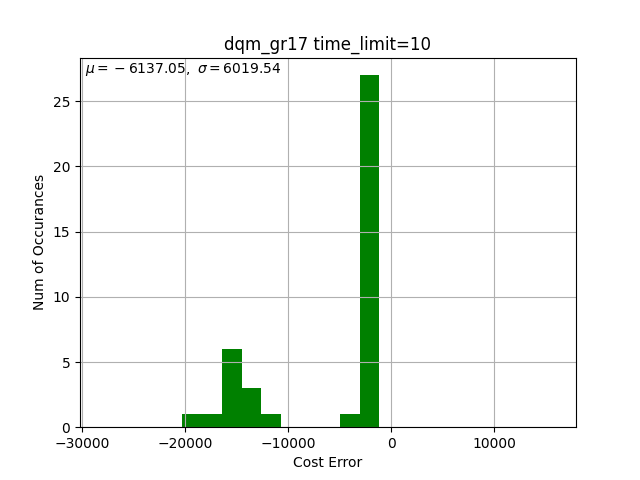 dqm_gr17 time_limit=10
μ = −6137.05, σ = 6019.54
25
20
15
10
5
0
Num of Occurances
−30000 −20000 −10000 0 10000
Cost Error